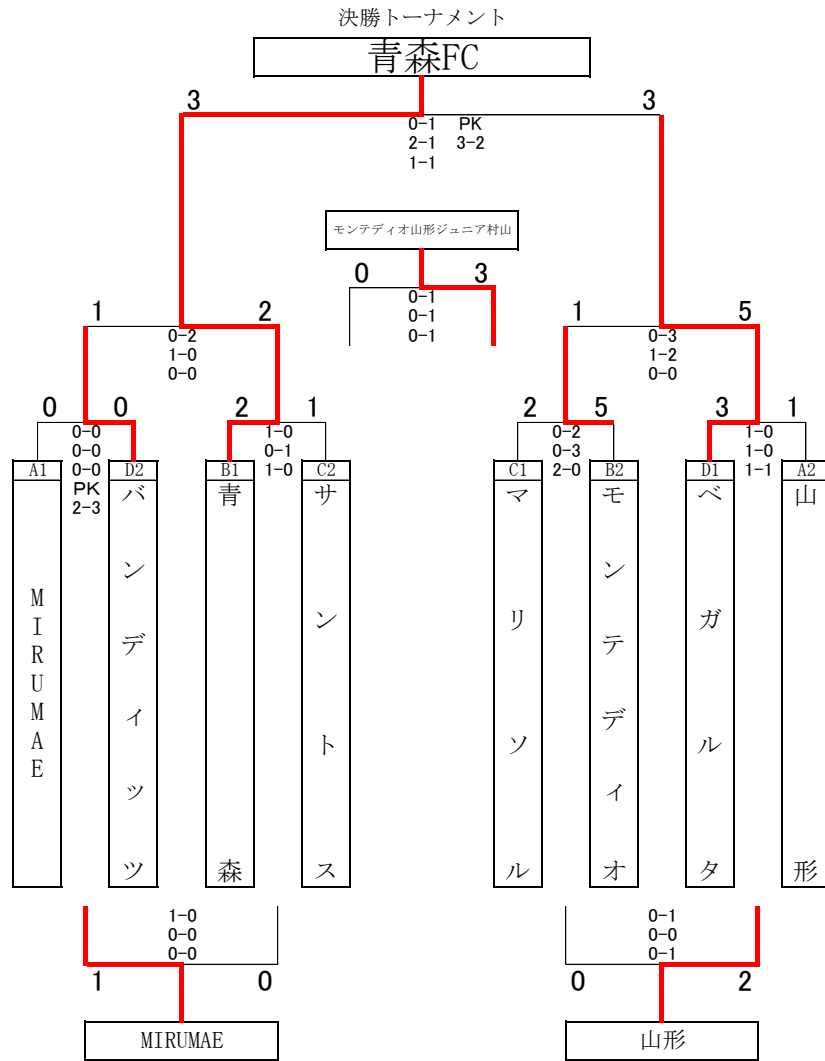 決勝トーナメント
青森FC
3 3
0-1 PK
2-1 3-2
1-1
モンテディオ山形ジュニア村山
0 3
0-1
0-1
0-1
1 2
0-2
1-0
0-0
1 5
0-3
1-2
0-0
0 0
0-0
0-0
0-0
PK
2-3
2 1
1-0
0-1
1-0
2 5
0-2
0-3
2-0
3 1
1-0
1-0
1-1
A1
MIRUMAE
D2
バンディッツ
B1
青森
C2
サントス
C1
マリソル
B2
モンテディオ
D1
ベガルタ
A2
山形
1-0
0-0
0-0
1 0
MIRUMAE
0-1
0-0
0-1
0 2
山形